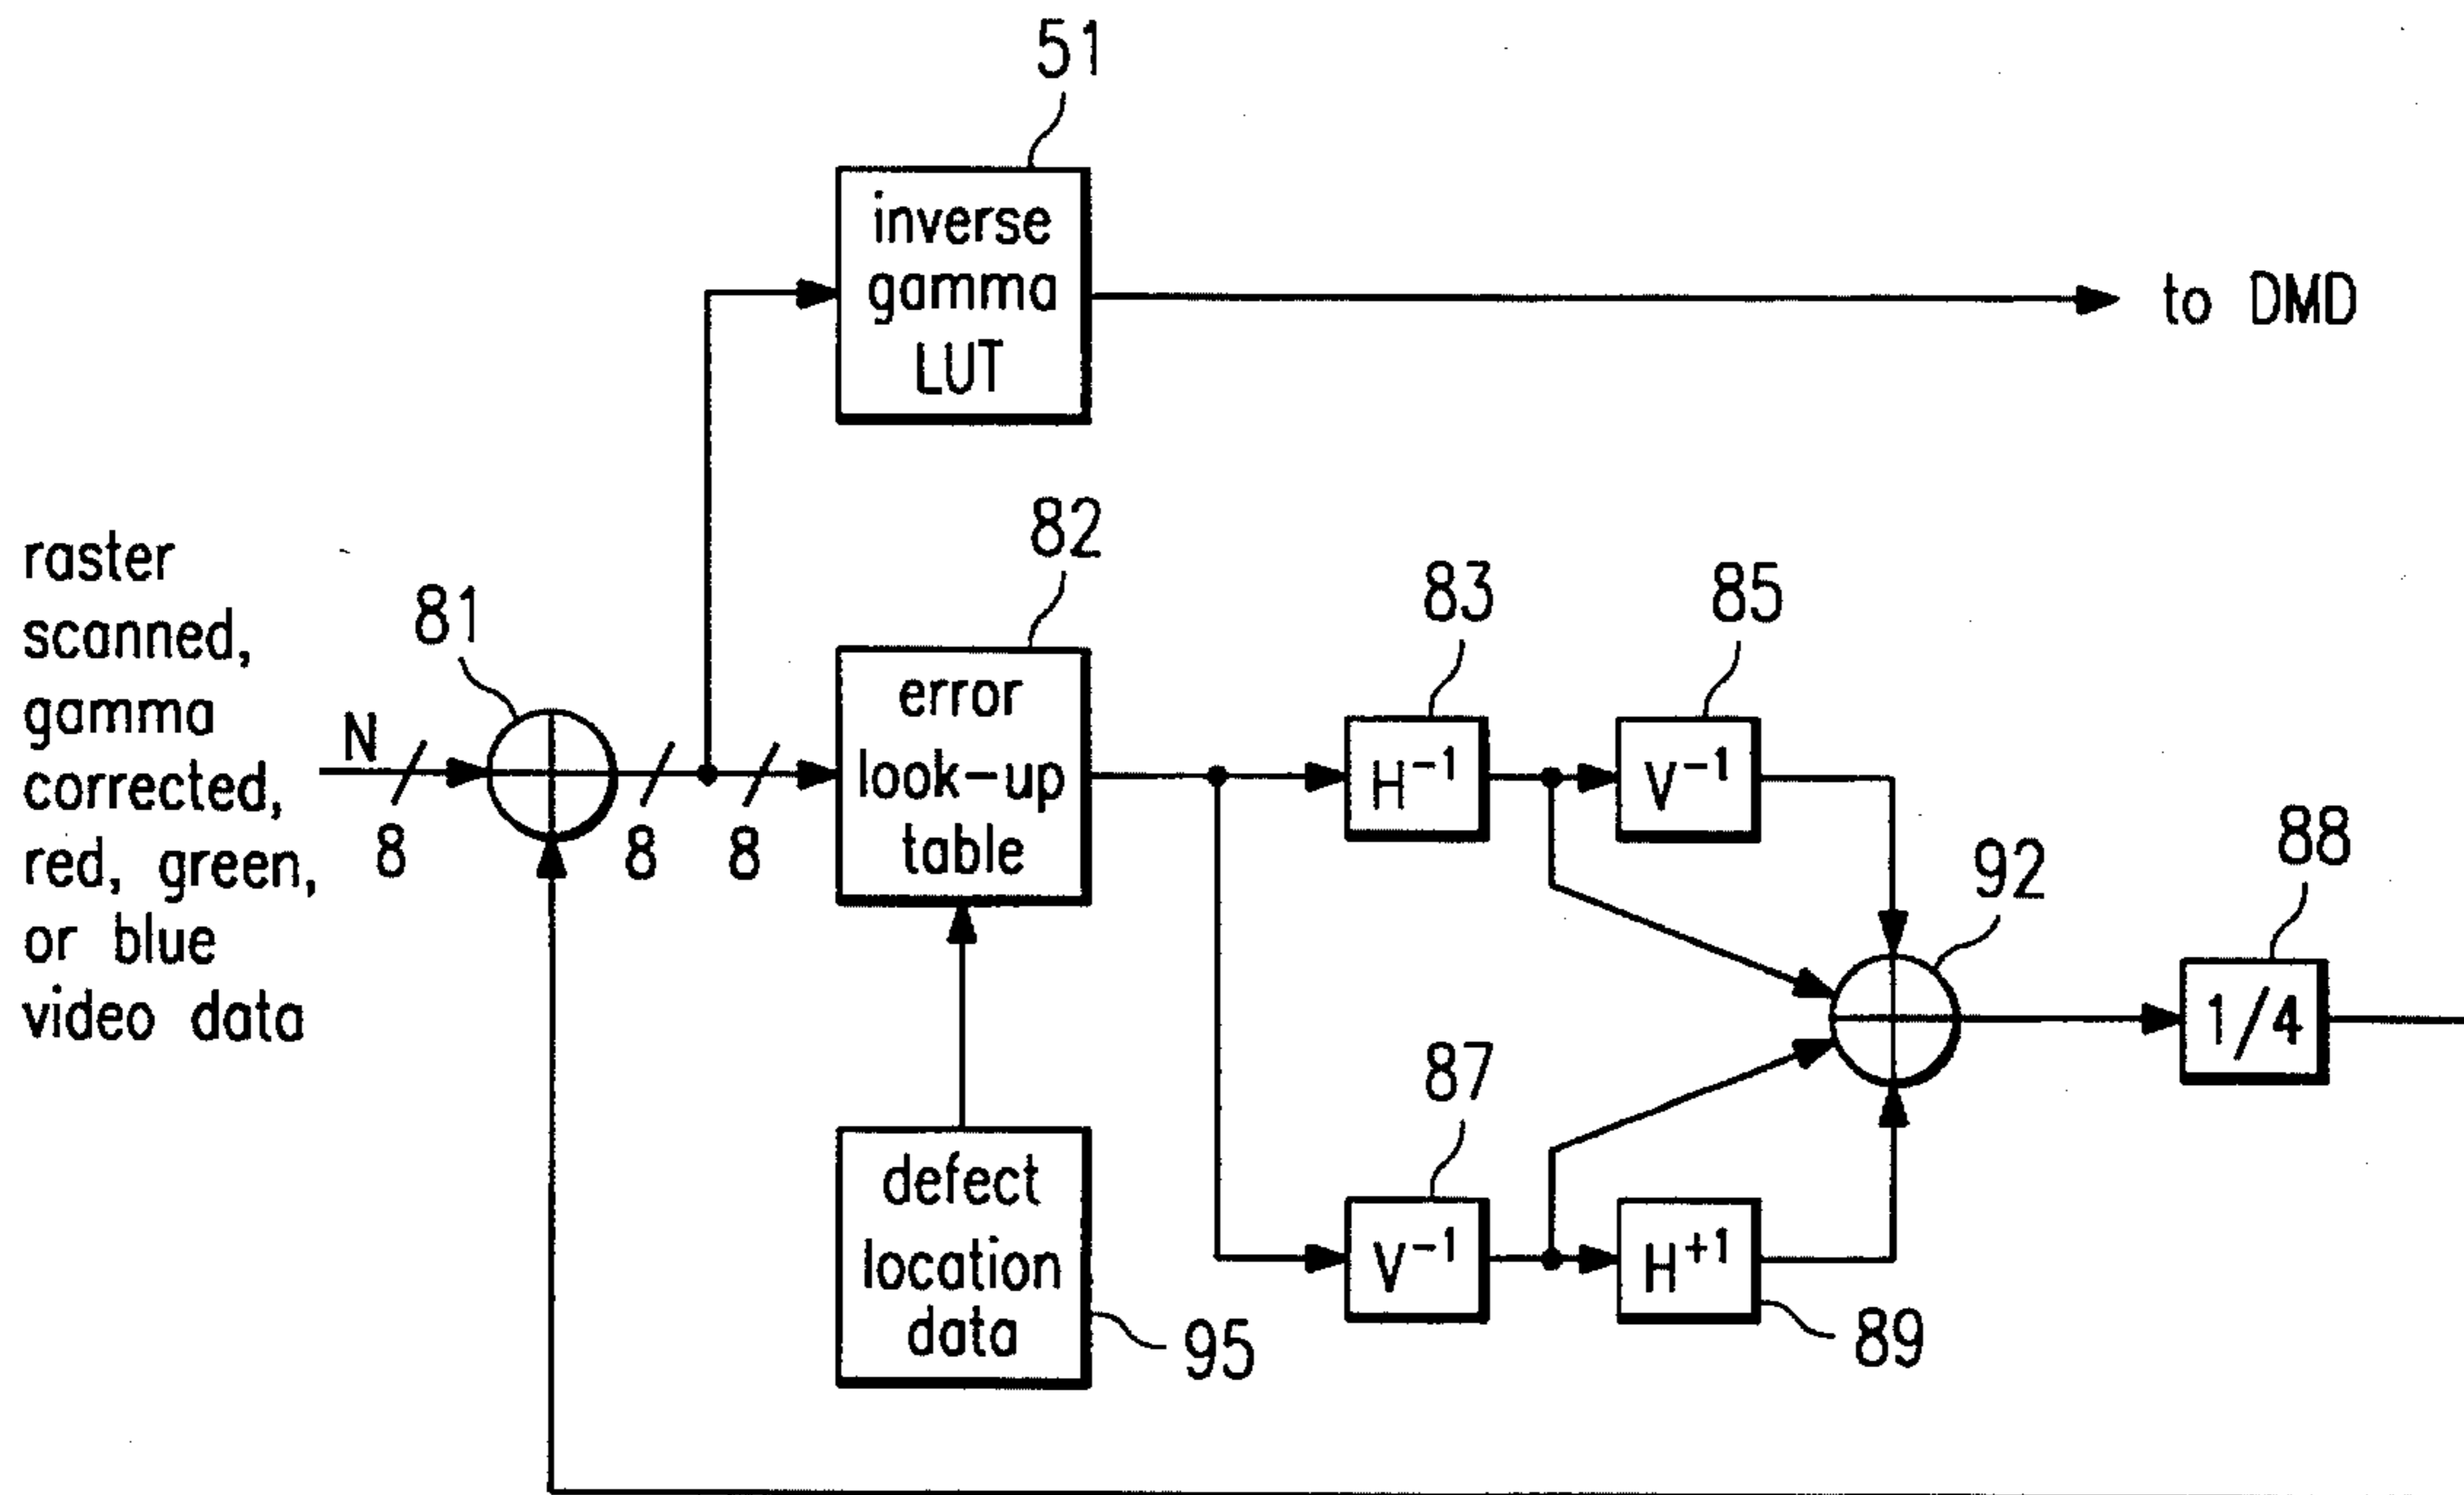 51
inverse
gamma
LUT
to DMD
raster
scanned,
gamma
corrected,
red, green,
or blue
video data
N
8
81
8
8
82
error
look-up
table
83
H⁻¹
85
V⁻¹
92
88
1/4
87
V⁻¹
H⁺¹
89
defect
location
data
95